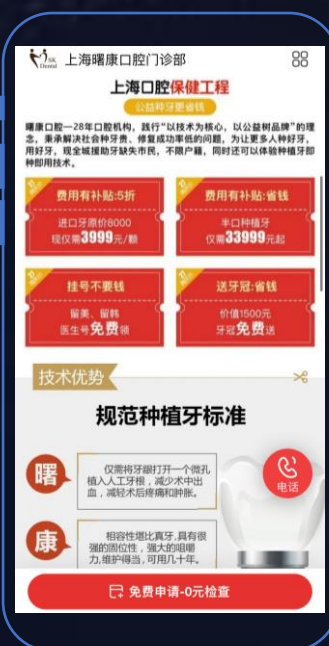 SK Dental 上海曙康口腔门诊部
上海口腔保健工程
公益种牙更省钱
曙康口腔—28年口腔机构，践行"以技术为核心，以公益树品牌"的理
念，秉承解决社会种牙贵、修复成功率低的问题，为让更多人种好牙，
用好牙。现全城援助牙缺失市民，不限户籍，同时还可以体验种植牙即
种即用技术。
费用有补贴:5折
进口牙原价8000
现仅需3999元/颗
费用有补贴:省钱
半口种植牙
仅需33999元起
挂号不要钱
留美、留韩
医生号免费领
送牙冠:省钱
价值1500元
牙冠免费送
技术优势
规范种植牙标准
曙
仅需将牙龈打开一个微孔
植入人工牙根，减少术中出
血，减轻术后疼痛和肿胀。
电话
康
相容性堪比真牙,具有很
强的固位性，强大的咀嚼
力,维护得当,可用几十年。
免费申请-0元检查